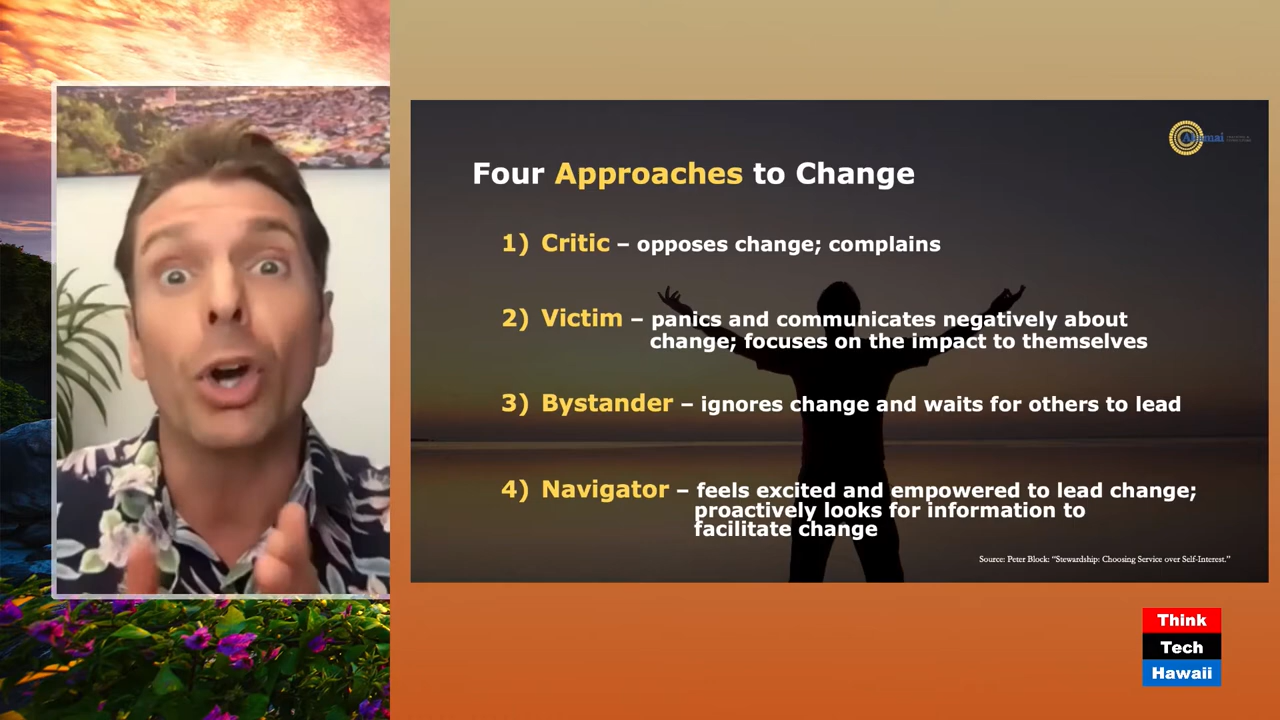 Akamai
Four Approaches to Change
1) Critic – opposes change; complains
2) Victim – panics and communicates negatively about
change; focuses on the impact to themselves
3) Bystander – ignores change and waits for others to lead
4) Navigator – feels excited and empowered to lead change;
proactively looks for information to
facilitate change
Source: Peter Block: “Stewardship: Choosing Service over Self-Interest.”
Think
Tech
Hawaii